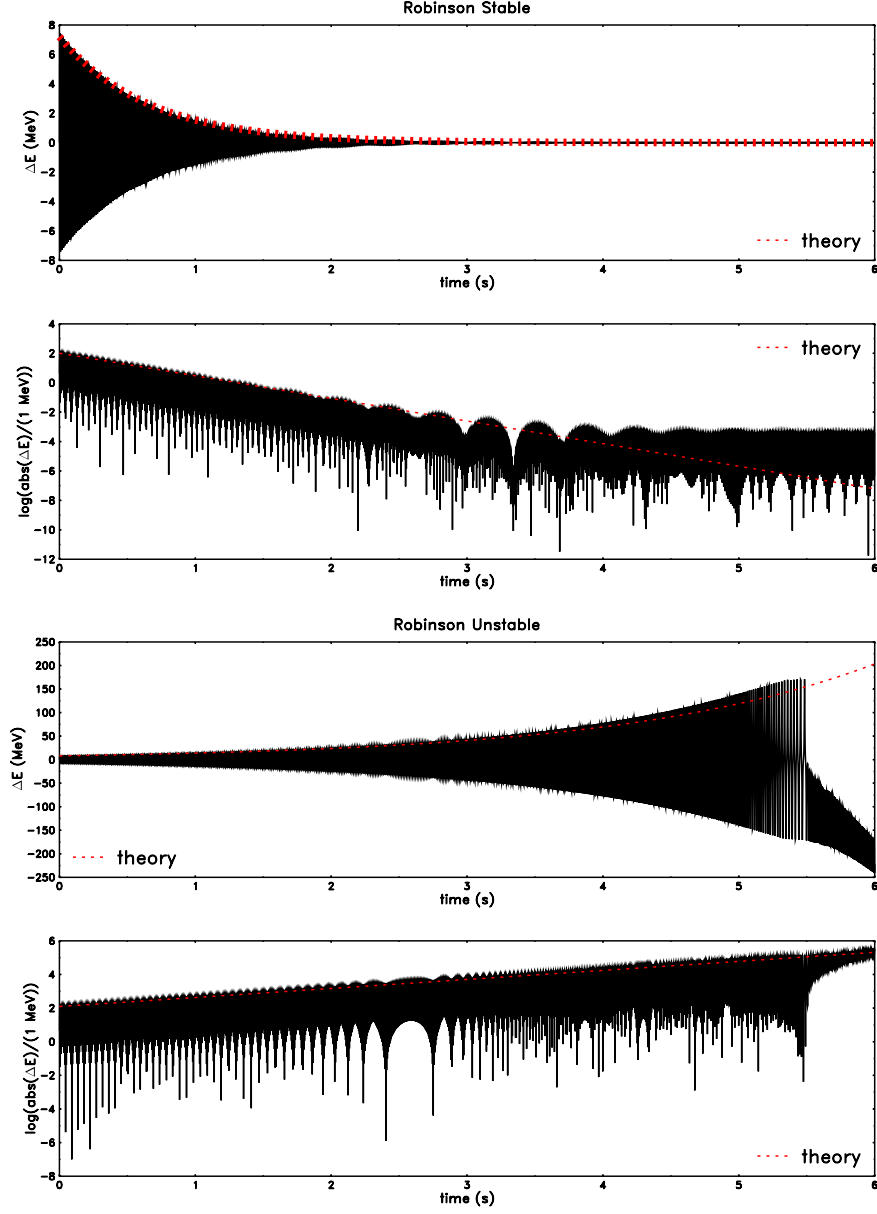 Robinson Stable
8
6
4
2
0
−2
−4
−6
−8
ΔE (MeV)
theory
0 1 2 3 4 5 6
time (s)
4
2
0
−2
−4
−6
−8
−10
−12
log(abs(ΔE)/(1 MeV))
theory
0 1 2 3 4 5 6
time (s)
Robinson Unstable
250
200
150
100
50
0
−50
−100
−150
−200
−250
ΔE (MeV)
theory
0 1 2 3 4 5 6
time (s)
6
4
2
0
−2
−4
−6
−8
log(abs(ΔE)/(1 MeV))
theory
0 1 2 3 4 5 6
time (s)